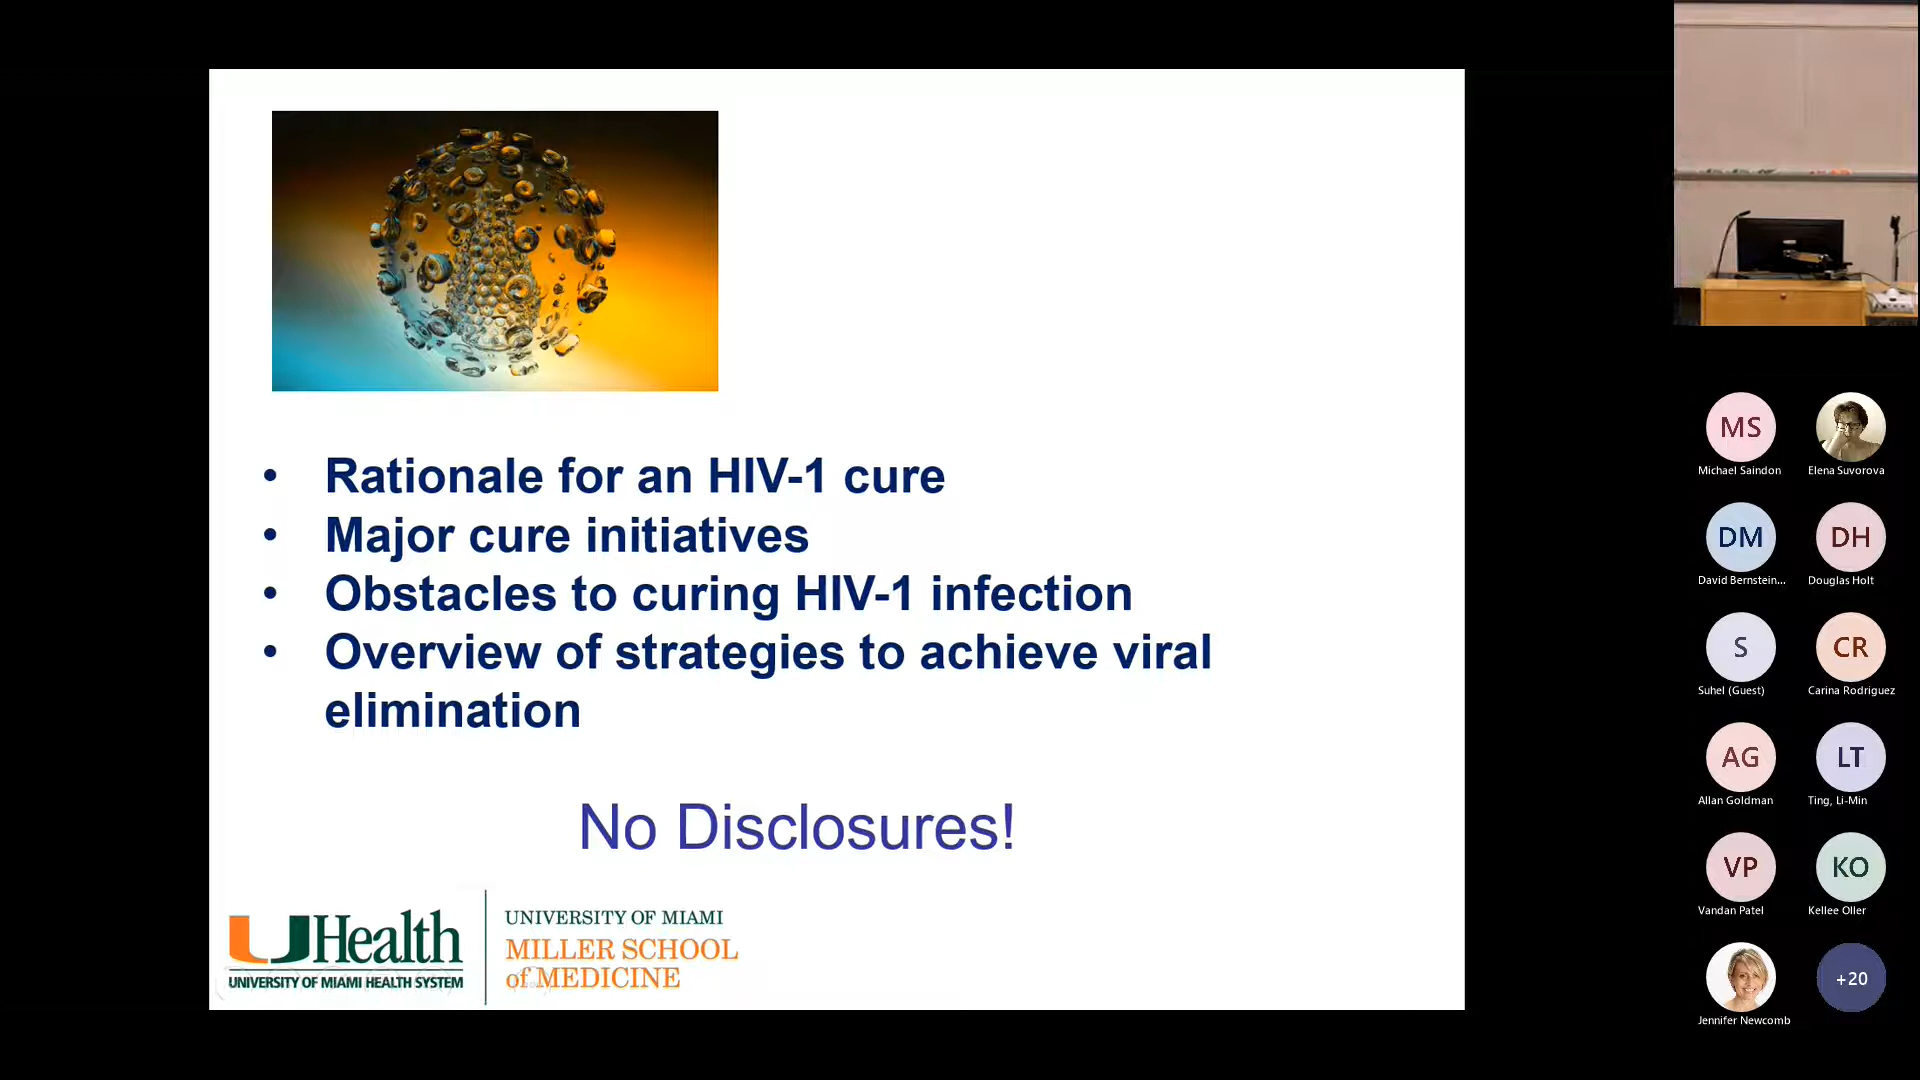 • Rationale for an HIV-1 cure
• Major cure initiatives
• Obstacles to curing HIV-1 infection
• Overview of strategies to achieve viral
elimination
No Disclosures!
UHealth
UNIVERSITY OF MIAMI HEALTH SYSTEM
UNIVERSITY OF MIAMI
MILLER SCHOOL
of MEDICINE
MS
Michael Saindon
Elena Suvorova
DM
David Bernstein...
DH
Douglas Holt
S
Suhel (Guest)
CR
Carina Rodriguez
AG
Allan Goldman
LT
Ting, Li-Min
VP
Vandan Patel
KO
Kellee Oller
Jennifer Newcomb
+20